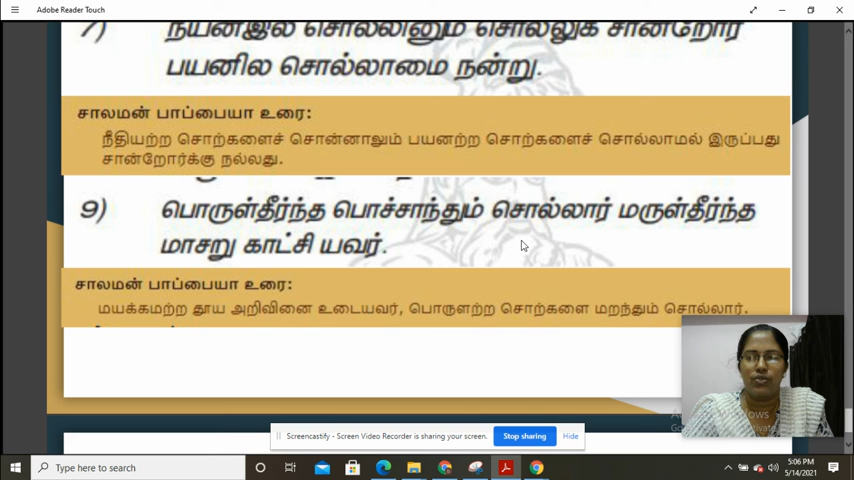 Adobe Reader Touch
7) நயனஇல சொல்லினும் சொல்லுக சான்றோர்
பயனில சொல்லாமை நன்று.
சாலமன் பாப்பையா உரை:
நீதியற்ற சொற்களைச் சொன்னாலும் பயனற்ற சொற்களைச் சொல்லாமல் இருப்பது
சான்றோர்க்கு நல்லது.
9) பொருள்தீர்ந்த பொச்சாந்தும் சொல்லார் மருள்தீர்ந்த
மாசறு காட்சி யவர்.
சாலமன் பாப்பையா உரை:
மயக்கமற்ற தூய அறிவினை உடையவர், பொருளற்ற சொற்களை மறந்தும் சொல்லார்.
Screencastify - Screen Video Recorder is sharing your screen.
Stop sharing
Hide
Type here to search
5:06 PM
5/14/2021